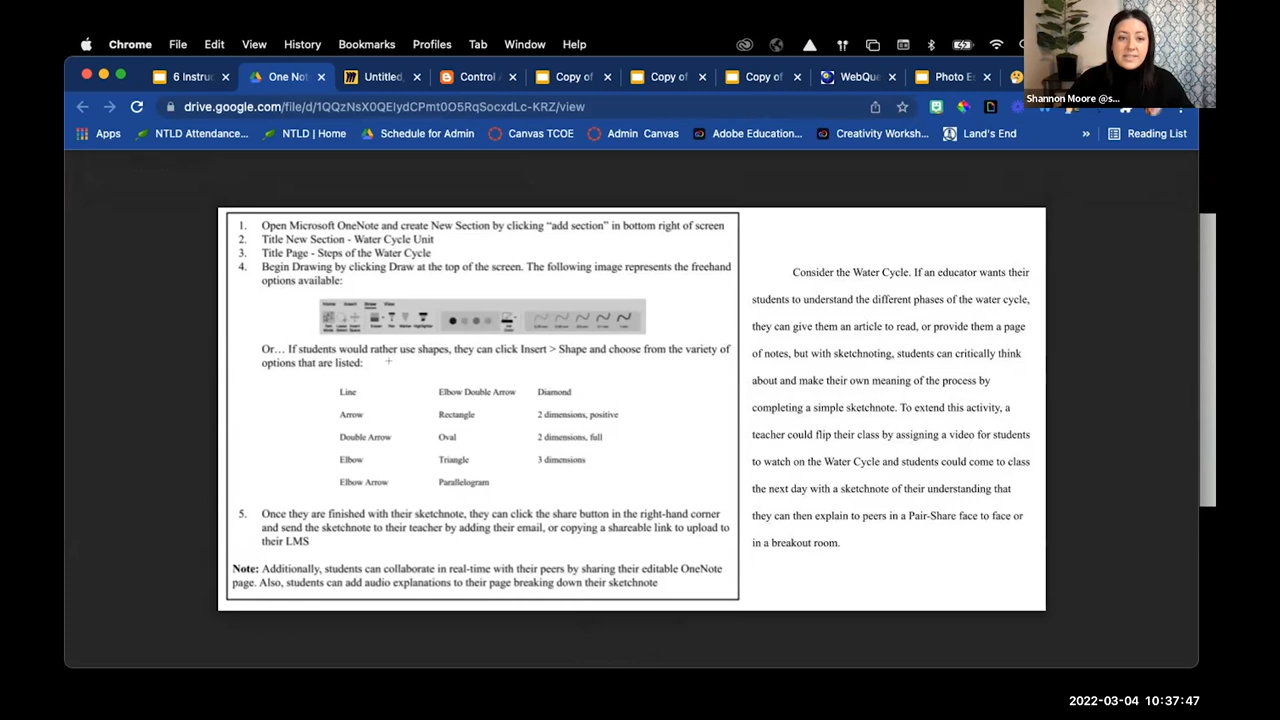 Chrome File Edit View History Bookmarks Profiles Tab Window Help
6 Instruc
One Not
Untitled,
Control A
Copy of
Copy of
Copy of
WebQue
Photo Ed
drive.google.com/file/d/1QQzNsX0QElydCPmt0O5RqSocxdLc-KRZ/view
Shannon Moore @s...
Apps NTLD Attendance... NTLD | Home Schedule for Admin Canvas TCOE Admin Canvas Adobe Education... Creativity Worksh... Land's End » Reading List
1. Open Microsoft OneNote and create New Section by clicking “add section” in bottom right of screen
2. Title New Section - Water Cycle Unit
3. Title Page - Steps of the Water Cycle
4. Begin Drawing by clicking Draw at the top of the screen. The following image represents the freehand
options available:
Home Insert Draw View
Or… If students would rather use shapes, they can click Insert > Shape and choose from the variety of
options that are listed:
Line Elbow Double Arrow Diamond
Arrow Rectangle 2 dimensions, positive
Double Arrow Oval 2 dimensions, full
Elbow Triangle 3 dimensions
Elbow Arrow Parallelogram
5. Once they are finished with their sketchnote, they can click the share button in the right-hand corner
and send the sketchnote to their teacher by adding their email, or copying a shareable link to upload to
their LMS
Note: Additionally, students can collaborate in real-time with their peers by sharing their editable OneNote
page. Also, students can add audio explanations to their page breaking down their sketchnote
Consider the Water Cycle. If an educator wants their
students to understand the different phases of the water cycle,
they can give them an article to read, or provide them a page
of notes, but with sketchnoting, students can critically think
about and make their own meaning of the process by
completing a simple sketchnote. To extend this activity, a
teacher could flip their class by assigning a video for students
to watch on the Water Cycle and students could come to class
the next day with a sketchnote of their understanding that
they can then explain to peers in a Pair-Share face to face or
in a breakout room.
2022-03-04 10:37:47